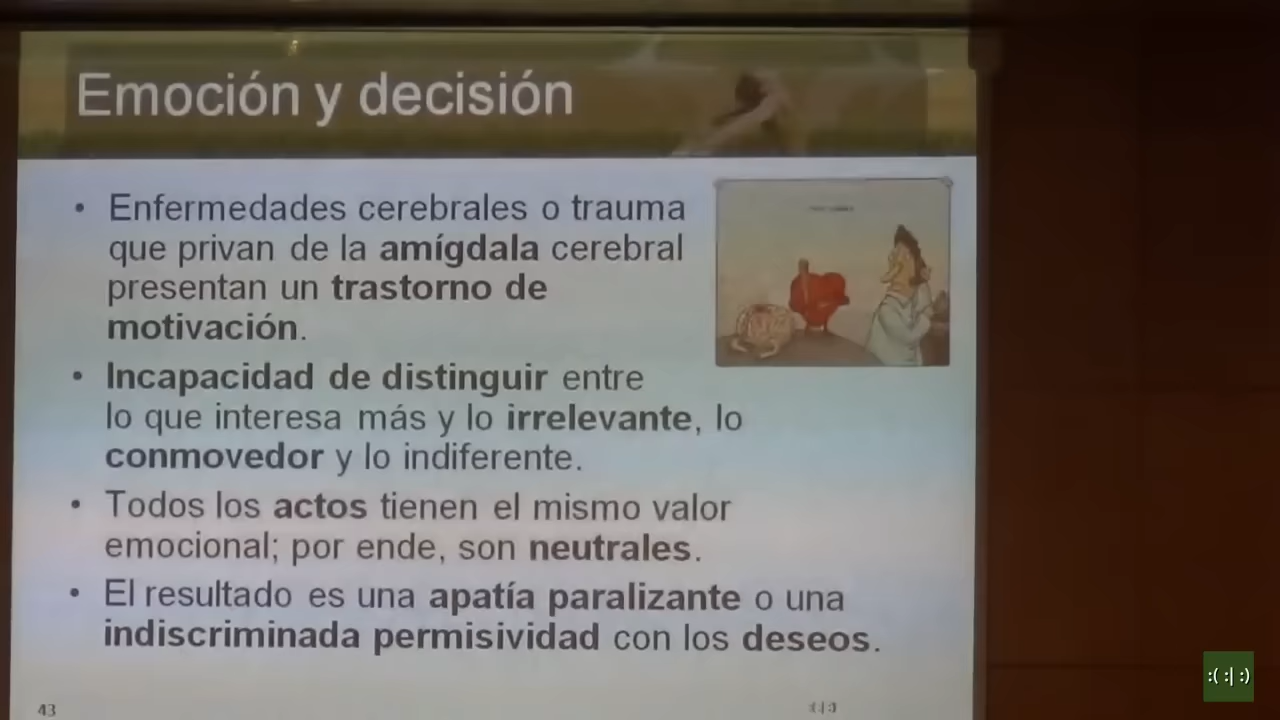 Emoción y decisión
• Enfermedades cerebrales o trauma
que privan de la amígdala cerebral
presentan un trastorno de
motivación.
• Incapacidad de distinguir entre
lo que interesa más y lo irrelevante, lo
conmovedor y lo indiferente.
• Todos los actos tienen el mismo valor
emocional; por ende, son neutrales.
• El resultado es una apatía paralizante o una
indiscriminada permisividad con los deseos.
43
:( :| :)